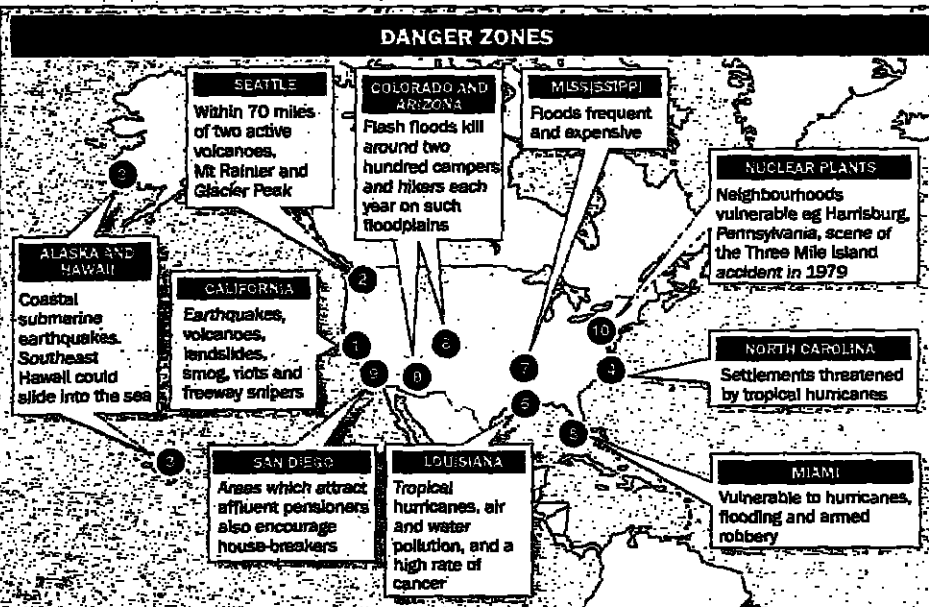 DANGER ZONES
SEATTLE
Within 70 miles
of two active
volcanoes,
Mt Rainier and
Glacier Peak
COLORADO AND
ARIZONA
Flash floods kill
around two
hundred campers
and hikers each
year on such
floodplains
MISSISSIPPI
Floods frequent
and expensive
NUCLEAR PLANTS
Neighbourhoods
vulnerable eg Harrisburg,
Pennsylvania, scene of
the Three Mile Island
accident in 1979
ALASKA AND
HAWAII
Coastal
submarine
earthquakes.
Southeast
Hawaii could
slide into the sea
CALIFORNIA
Earthquakes,
volcanoes,
landslides,
smog, riots and
freeway snipers
NORTH CAROLINA
Settlements threatened
by tropical hurricanes
SAN DIEGO
Areas which attract
affluent pensioners
also encourage
house-breakers
LOUISIANA
Tropical
hurricanes, air
and water
pollution, and a
high rate of
cancer
MIAMI
Vulnerable to hurricanes,
flooding and armed
robbery
3
2
1
9
8
7
10
4
3